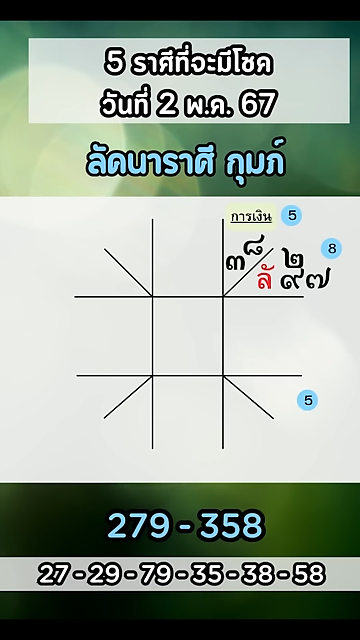 5 ราศีที่จะมีโชค
วันที่ 2 พ.ค. 67
ลัคนาราศี กุมภ์
การเงิน 5
๓ ๘ ๒ 8
ลั ๙ ๗
5
279 - 358
27 - 29 - 79 - 35 - 38 - 58